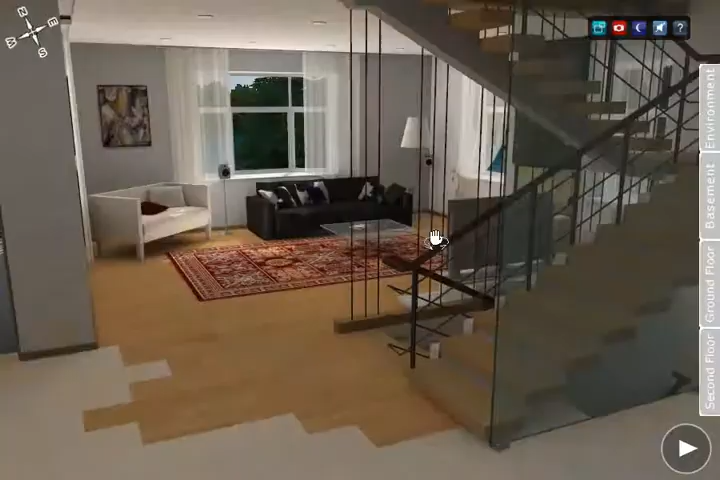 N
E
W
S
?
Environment
Basement
Ground Floor
Second Floor